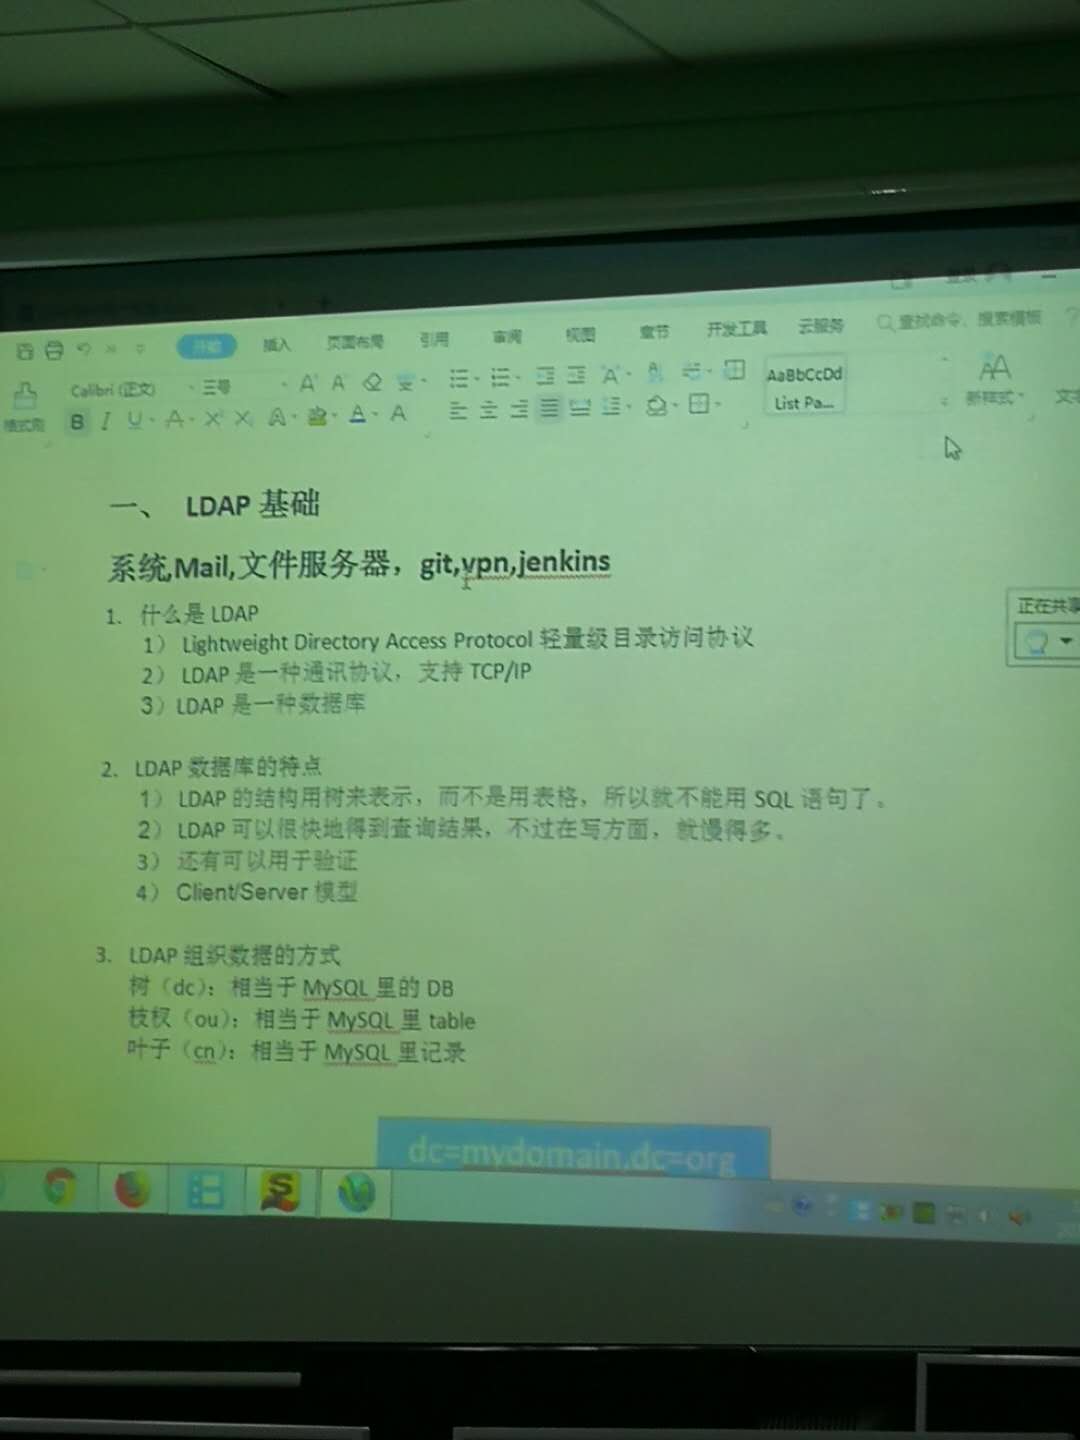 开始 插入 页面布局 引用 审阅 视图 章节 开发工具 云服务 查找命令、搜索模板
Calibri (正文) 三号
AaBbCcDd
格式刷 B I U A List Pa... 新样式
一、 LDAP 基础
系统,Mail,文件服务器，git,vpn,jenkins
正在共享
1. 什么是 LDAP
1） Lightweight Directory Access Protocol 轻量级目录访问协议
2） LDAP 是一种通讯协议，支持 TCP/IP
3）LDAP 是一种数据库
2. LDAP 数据库的特点
1） LDAP 的结构用树来表示，而不是用表格，所以就不能用 SQL 语句了。
2） LDAP 可以很快地得到查询结果，不过在写方面，就慢得多。
3） 还有可以用于验证
4） Client/Server 模型
3. LDAP 组织数据的方式
树（dc）：相当于 MySQL 里的 DB
枝杈（ou）：相当于 MySQL 里 table
叶子（cn）：相当于 MySQL 里记录
dc=mydomain,dc=org